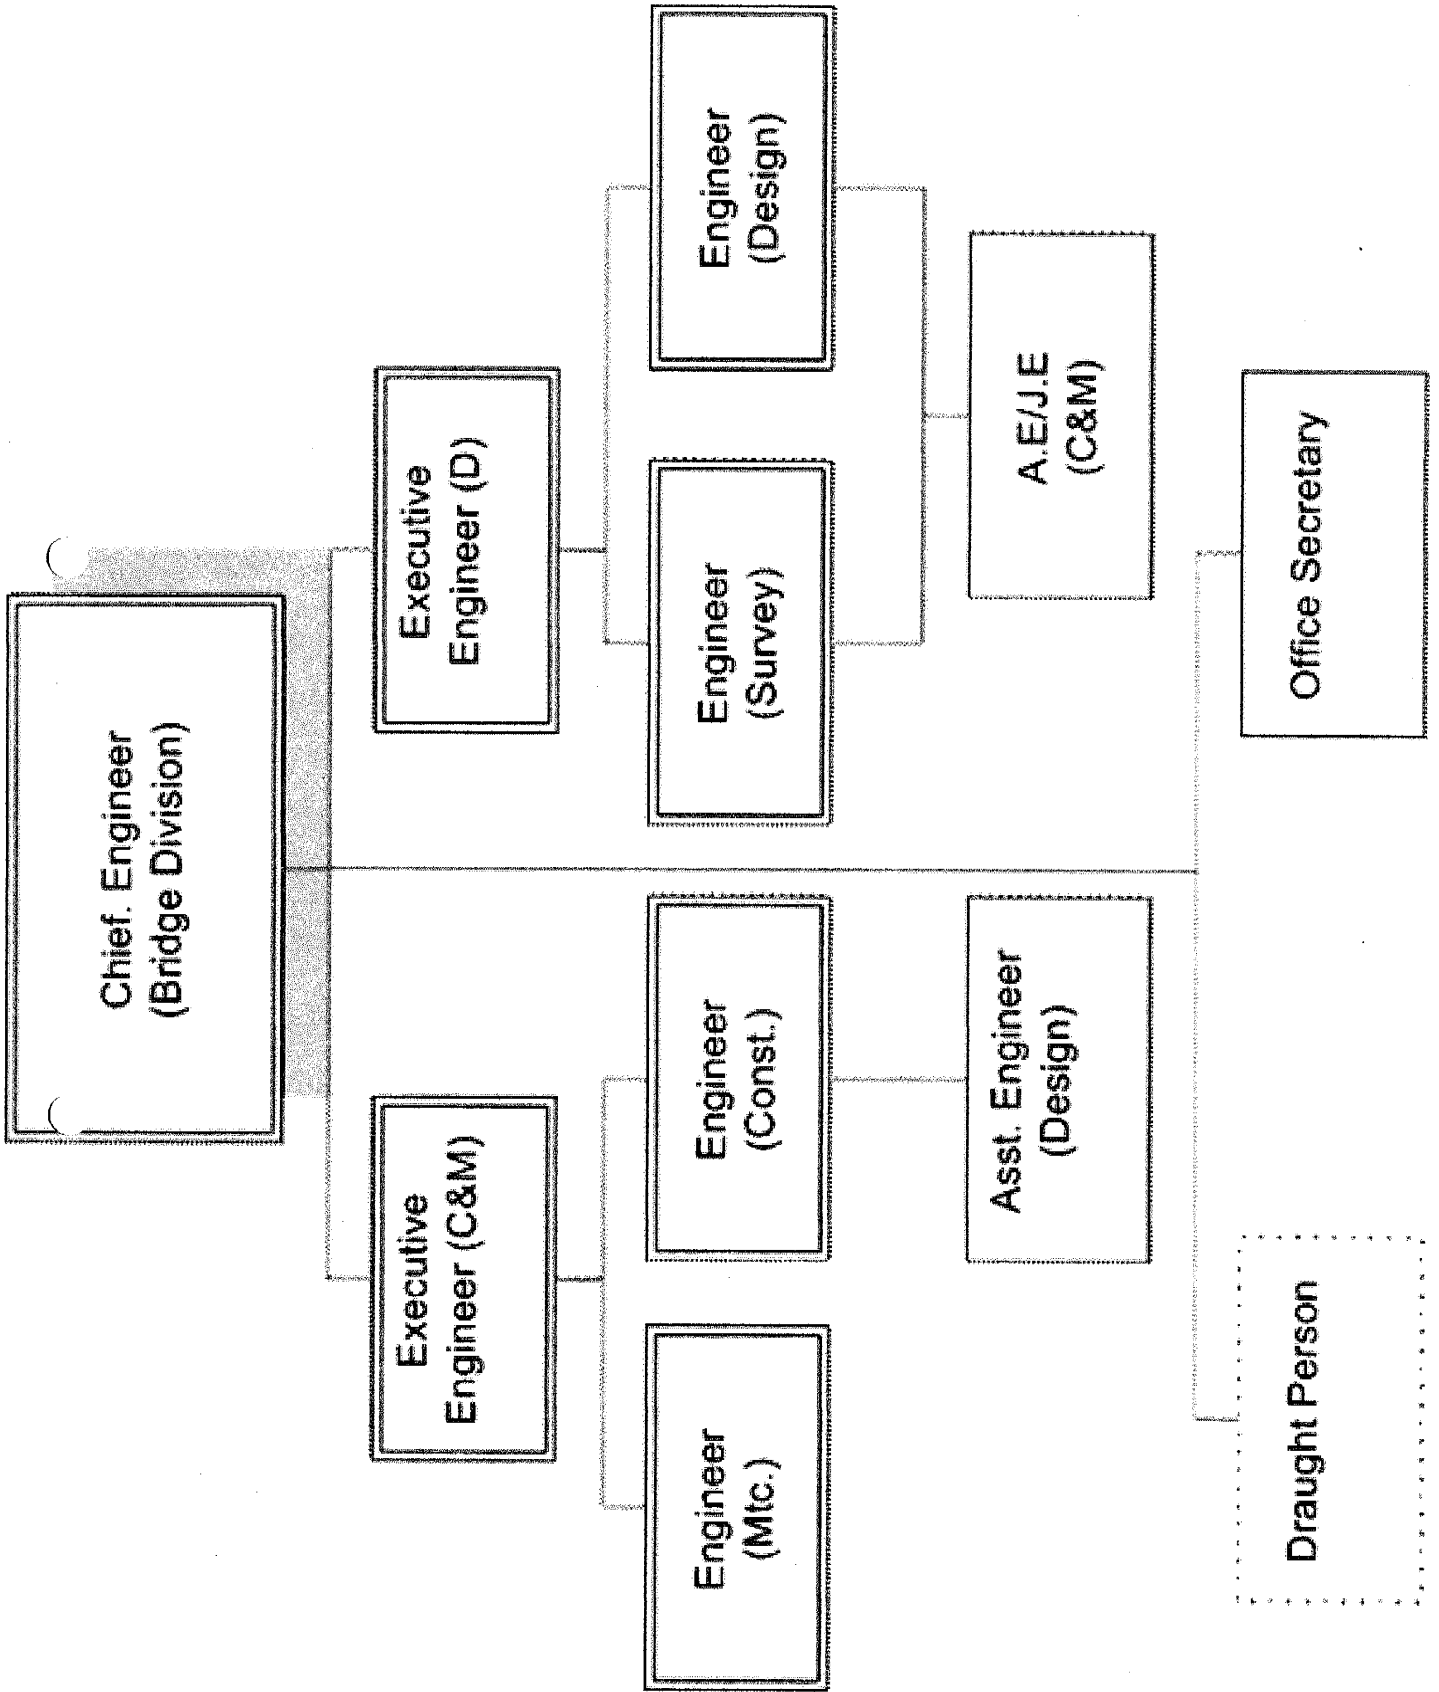 Chief. Engineer
(Bridge Division)
Executive
Engineer (C&M)
Executive
Engineer (D)
Engineer
(Mtc.)
Engineer
(Const.)
Engineer
(Survey)
Engineer
(Design)
Asst. Engineer
(Design)
A.E/J.E
(C&M)
Draught Person
Office Secretary